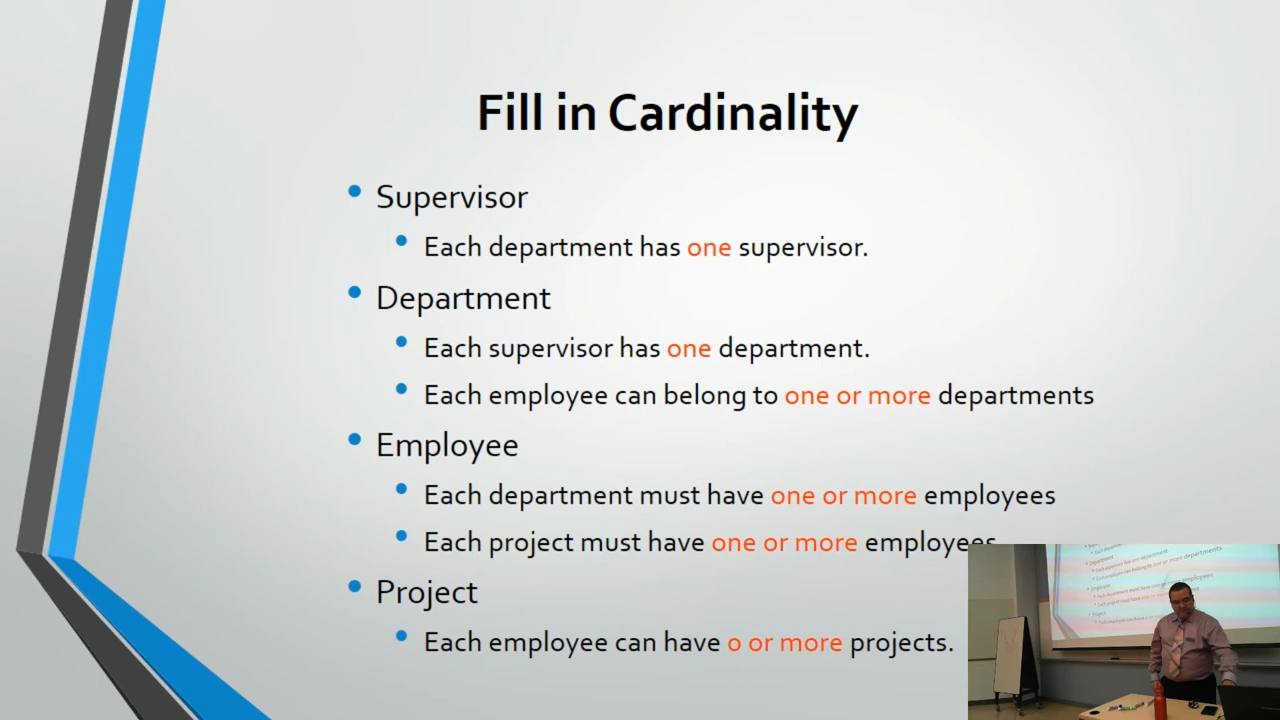 Fill in Cardinality
• Supervisor
• Each department has one supervisor.
• Department
• Each supervisor has one department.
• Each employee can belong to one or more departments
• Employee
• Each department must have one or more employees
• Each project must have one or more employees
• Project
• Each employee can have 0 or more projects.